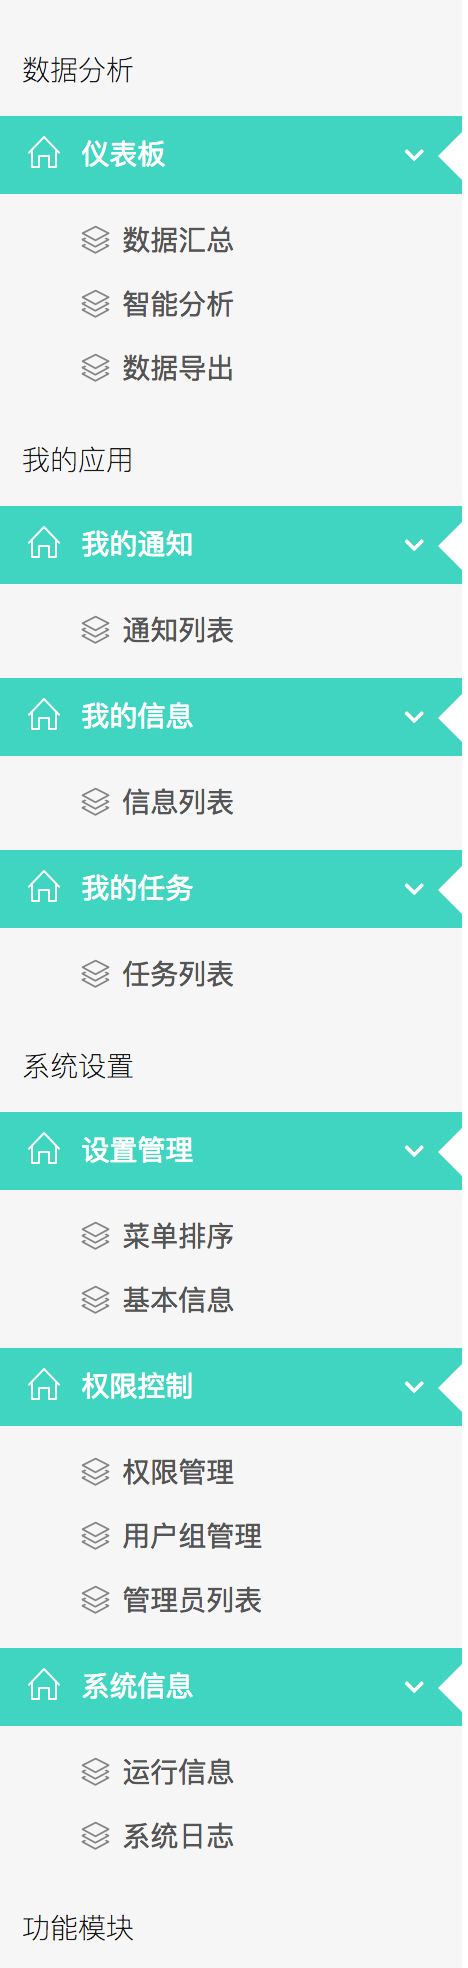 数据分析
仪表板
数据汇总
智能分析
数据导出
我的应用
我的通知
通知列表
我的信息
信息列表
我的任务
任务列表
系统设置
设置管理
菜单排序
基本信息
权限控制
权限管理
用户组管理
管理员列表
系统信息
运行信息
系统日志
功能模块